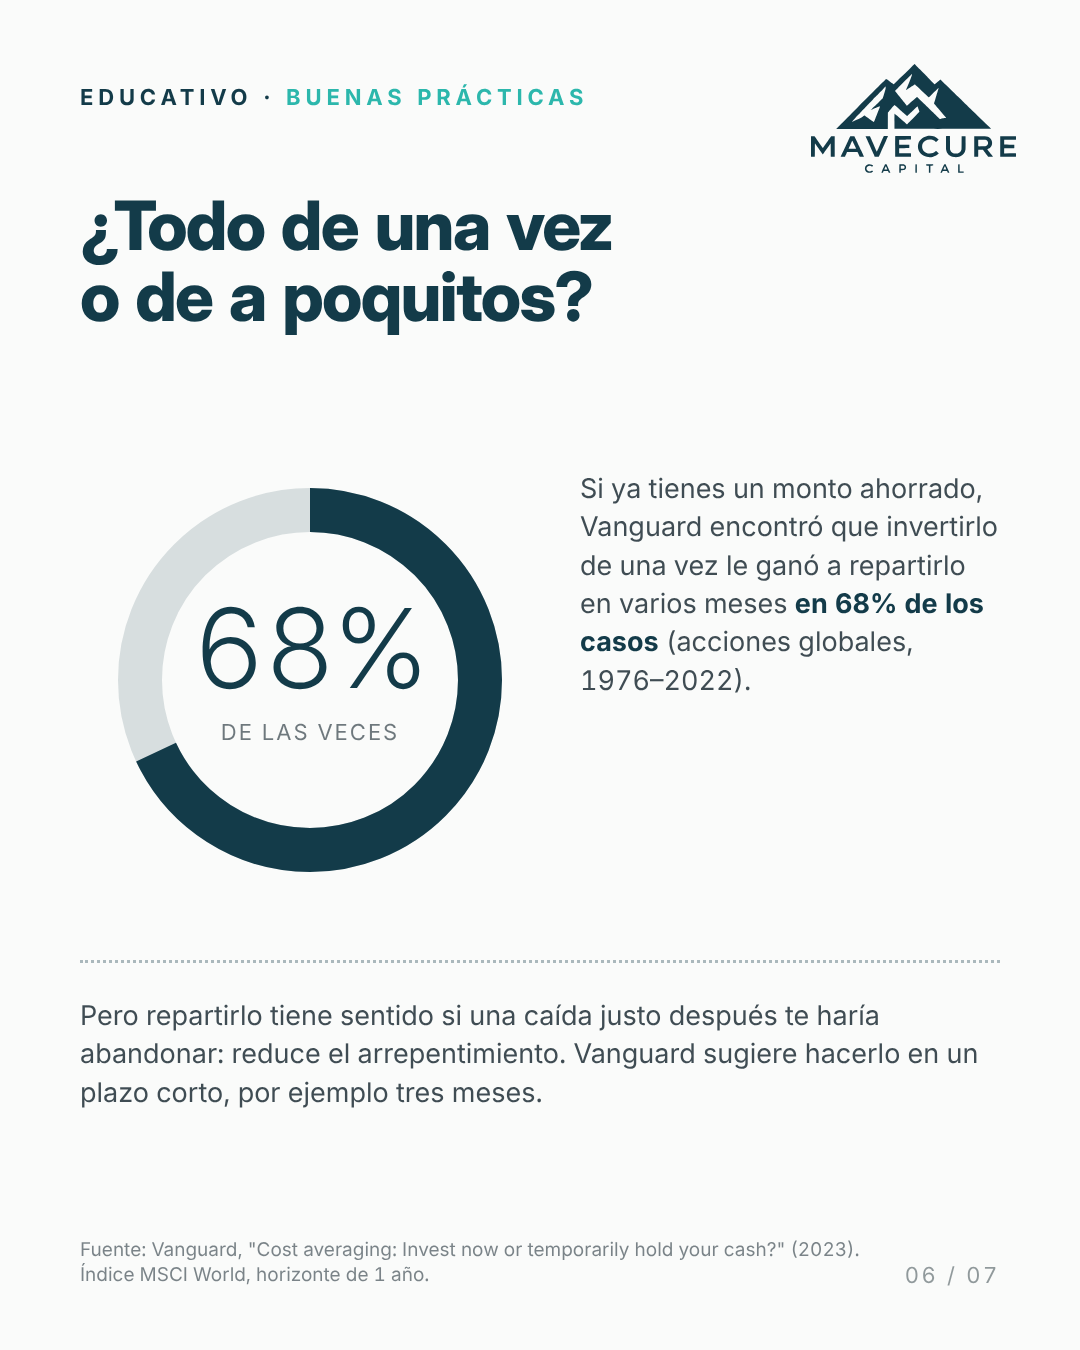 EDUCATIVO · BUENAS PRÁCTICAS
MAVECURE
CAPITAL
¿Todo de una vez
o de a poquitos?
68%
DE LAS VECES
Si ya tienes un monto ahorrado,
Vanguard encontró que invertirlo
de una vez le ganó a repartirlo
en varios meses en 68% de los
casos (acciones globales,
1976–2022).
Pero repartirlo tiene sentido si una caída justo después te haría
abandonar: reduce el arrepentimiento. Vanguard sugiere hacerlo en un
plazo corto, por ejemplo tres meses.
Fuente: Vanguard, "Cost averaging: Invest now or temporarily hold your cash?" (2023).
Índice MSCI World, horizonte de 1 año.
06 / 07